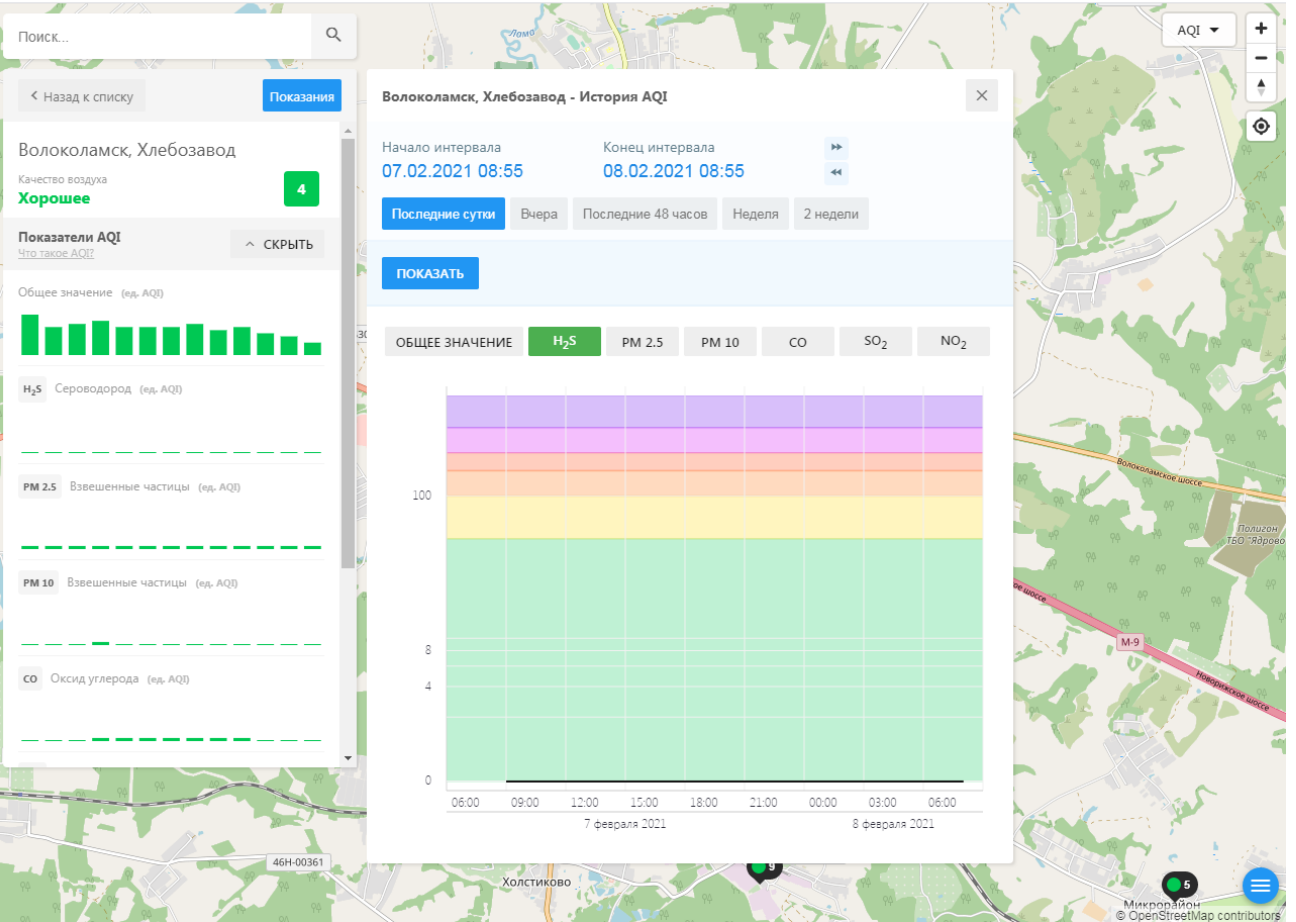 Поиск...
Лама
AQI
Назад к списку
Показания
Волоколамск, Хлебозавод
Качество воздуха
Хорошее
4
Показатели AQI
Что такое AQI?
СКРЫТЬ
Общее значение (ед. AQI)
H₂S Сероводород (ед. AQI)
PM 2.5 Взвешенные частицы (ед. AQI)
PM 10 Взвешенные частицы (ед. AQI)
CO Оксид углерода (ед. AQI)
Волоколамск, Хлебозавод - История AQI
Начало интервала
07.02.2021 08:55
Конец интервала
08.02.2021 08:55
Последние сутки
Вчера
Последние 48 часов
Неделя
2 недели
ПОКАЗАТЬ
ОБЩЕЕ ЗНАЧЕНИЕ
H₂S
PM 2.5
PM 10
CO
SO₂
NO₂
100
8
4
0
06:00 09:00 12:00 15:00 18:00 21:00 00:00 03:00 06:00
7 февраля 2021
8 февраля 2021
Волоколамское шоссе
Полигон
ТБО "Ядрово
ое шоссе
M-9
Новорижское шоссе
46Н-00361
Холстиково
9
5
Микрорайон
© OpenStreetMap contributors